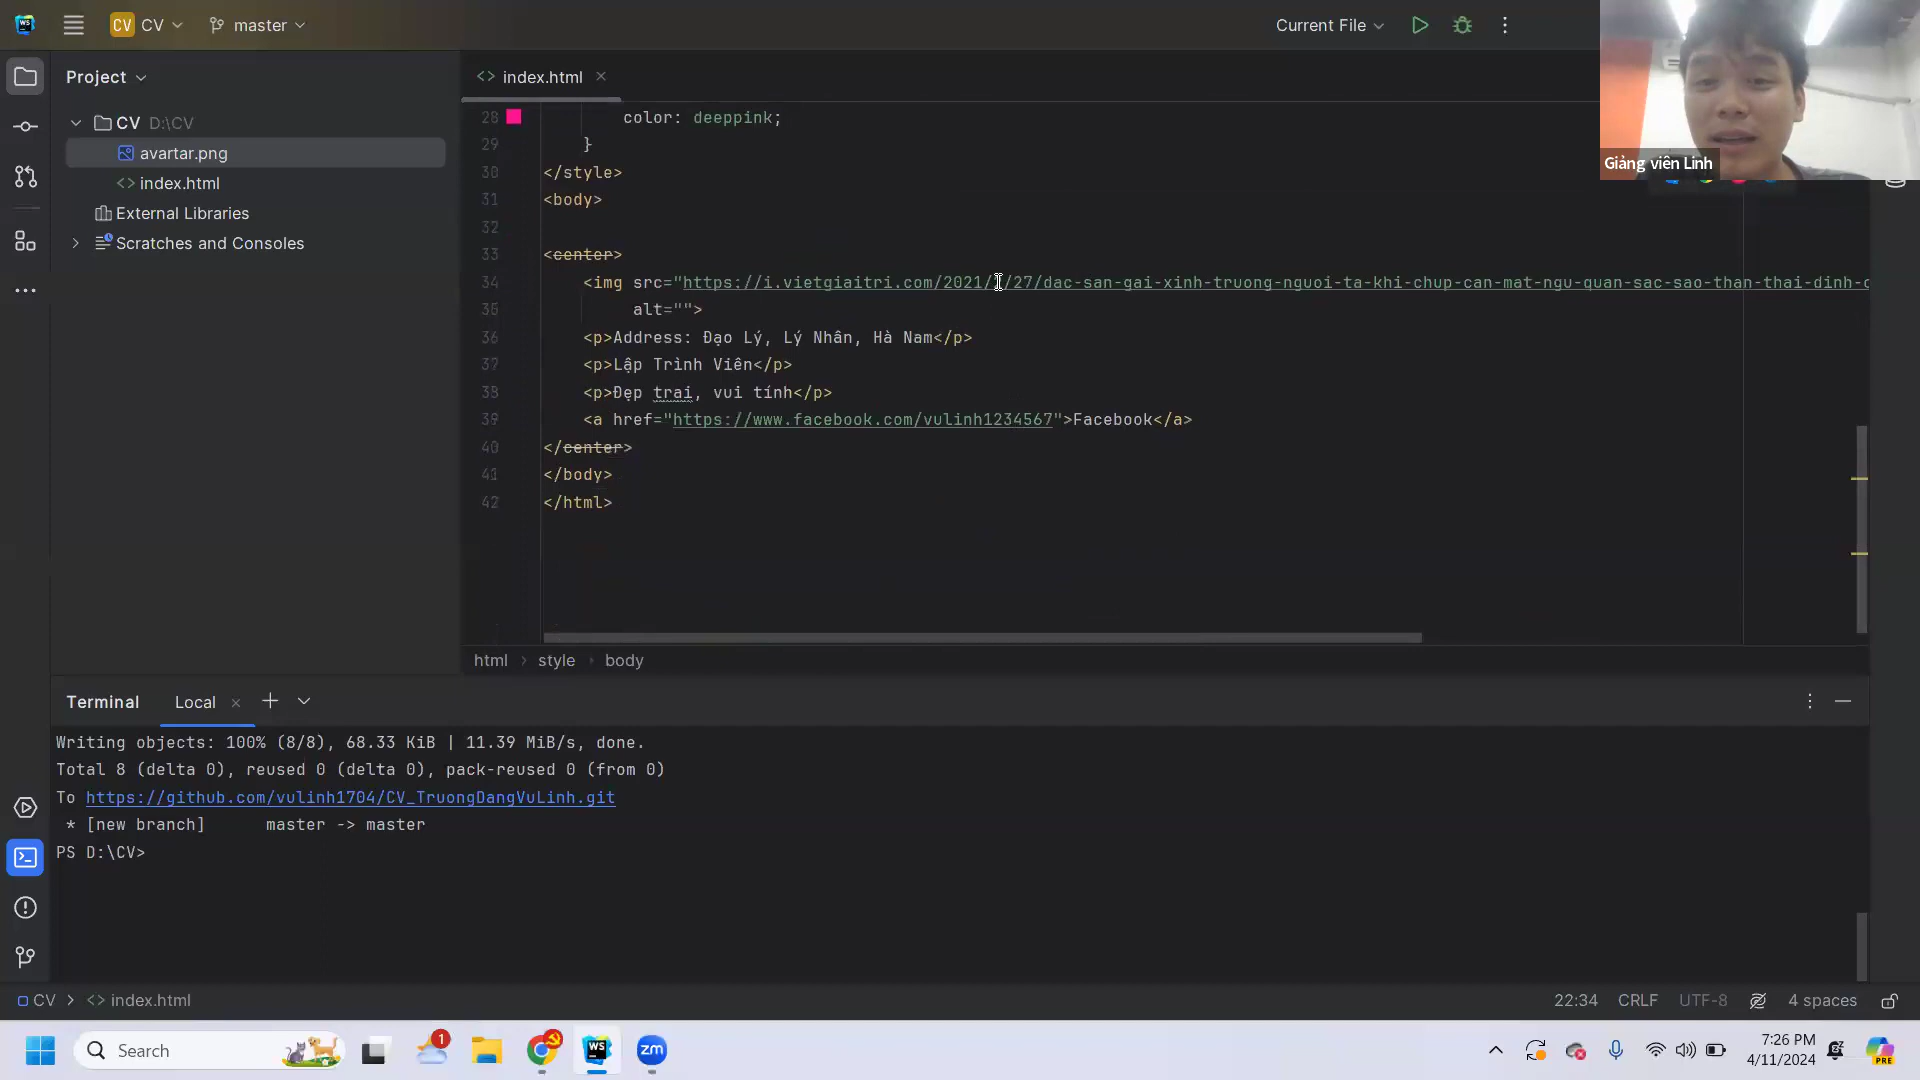 CV CV master Current File
Project
index.html
CV D:\CV
avartar.png
index.html
External Libraries
Scratches and Consoles
28 color: deeppink;
29 }
30 </style>
31 <body>
32
33 <center>
34 <img src="https://i.vietgiaitri.com/2021/ /27/dac-san-gai-xinh-truong-nguoi-ta-khi-chup-can-mat-ngu-quan-sac-sao-than-thai-dinh-c
35 alt="">
36 <p>Address: Đạo Lý, Lý Nhân, Hà Nam</p>
37 <p>Lập Trình Viên</p>
38 <p>Đẹp trai, vui tính</p>
39 <a href="https://www.facebook.com/vulinh1234567">Facebook</a>
40 </center>
41 </body>
42 </html>
html › style › body
Giảng viên Linh
Terminal Local
Writing objects: 100% (8/8), 68.33 KiB | 11.39 MiB/s, done.
Total 8 (delta 0), reused 0 (delta 0), pack-reused 0 (from 0)
To https://github.com/vulinh1704/CV_TruongDangVuLinh.git
* [new branch] master -> master
PS D:\CV>
CV > index.html
22:34 CRLF UTF-8 4 spaces
Search
1
WS
zm
7:26 PM
4/11/2024
PRE